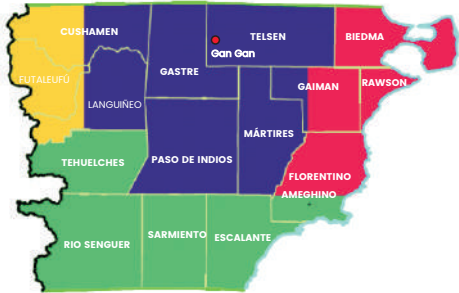 CUSHAMEN
TELSEN
BIEDMA
Gan Gan
GASTRE
FUTALEUFÚ
GAIMAN
RAWSON
LANGUIÑEO
MÁRTIRES
TEHUELCHES
PASO DE INDIOS
FLORENTINO
AMEGHINO
RIO SENGUER
SARMIENTO
ESCALANTE